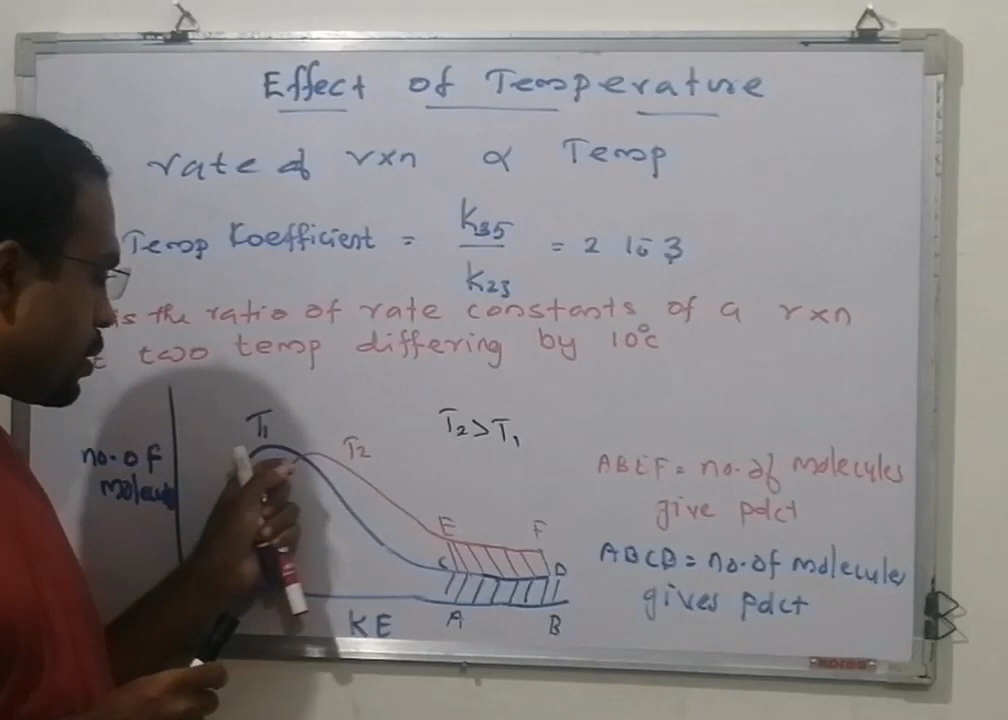 Effect of Temperature
rate of rxn ∝ Temp
Temp Koefficient = K35 / K25 = 2 to 3
is the ratio of rate constants of a rxn
two temp differing by 10°C
T1
T2
T2>T1
no. of
molecul
E F
C D
A B
KE
ABEF = no. of molecules
give pdct
ABCD = no. of molecules
gives pdct